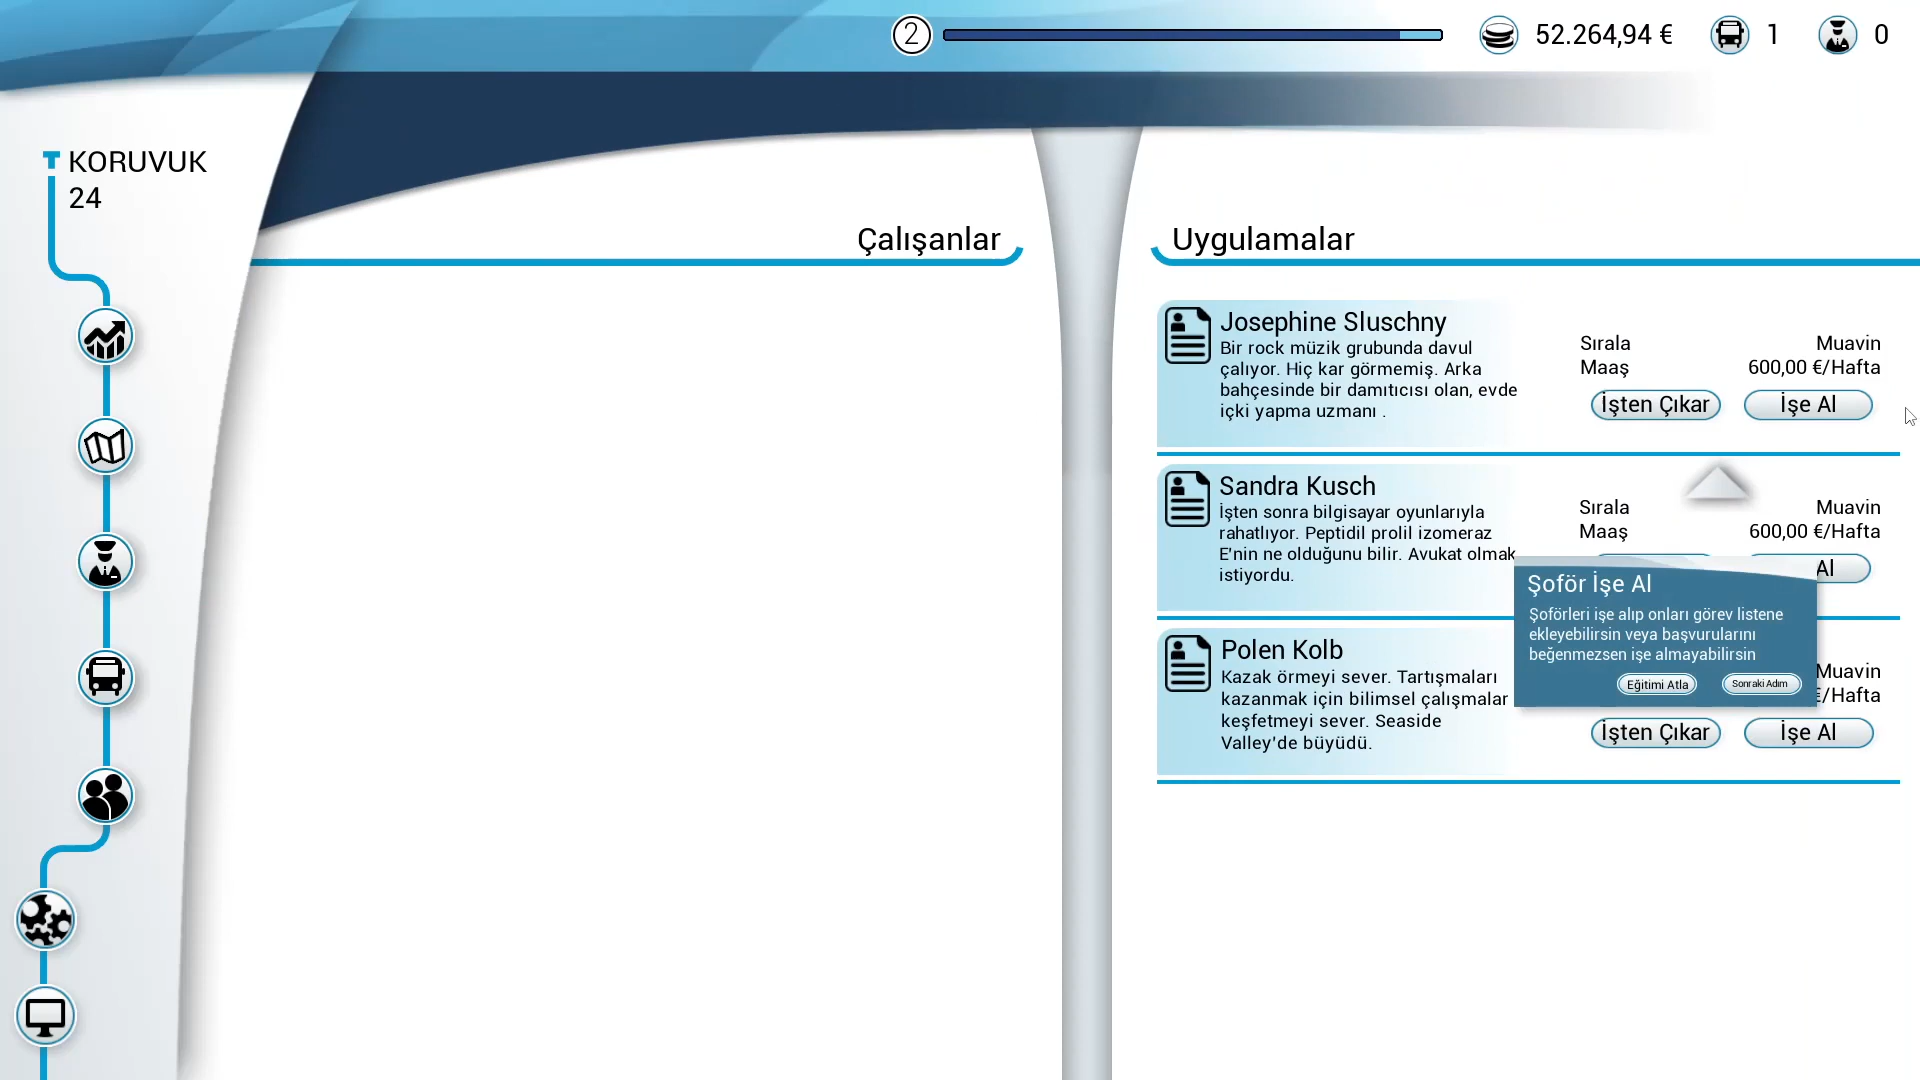 2
52.264,94 €
1
0
KORUVUK
24
Çalışanlar
Uygulamalar
Josephine Sluschny
Bir rock müzik grubunda davul
çalıyor. Hiç kar görmemiş. Arka
bahçesinde bir damıtıcısı olan, evde
içki yapma uzmanı .
Sırala Muavin
Maaş 600,00 €/Hafta
İşten Çıkar İşe Al
Sandra Kusch
İşten sonra bilgisayar oyunlarıyla
rahatlıyor. Peptidil prolil izomeraz
E'nin ne olduğunu bilir. Avukat olmak
istiyordu.
Sırala Muavin
Maaş 600,00 €/Hafta
Al
Şoför İşe Al
Şoförleri işe alıp onları görev listene
ekleyebilirsin veya başvurularını
beğenmezsen işe almayabilirsin
Eğitimi Atla Sonraki Adım
Polen Kolb
Kazak örmeyi sever. Tartışmaları
kazanmak için bilimsel çalışmalar
keşfetmeyi sever. Seaside
Valley'de büyüdü.
Muavin
€/Hafta
İşten Çıkar İşe Al